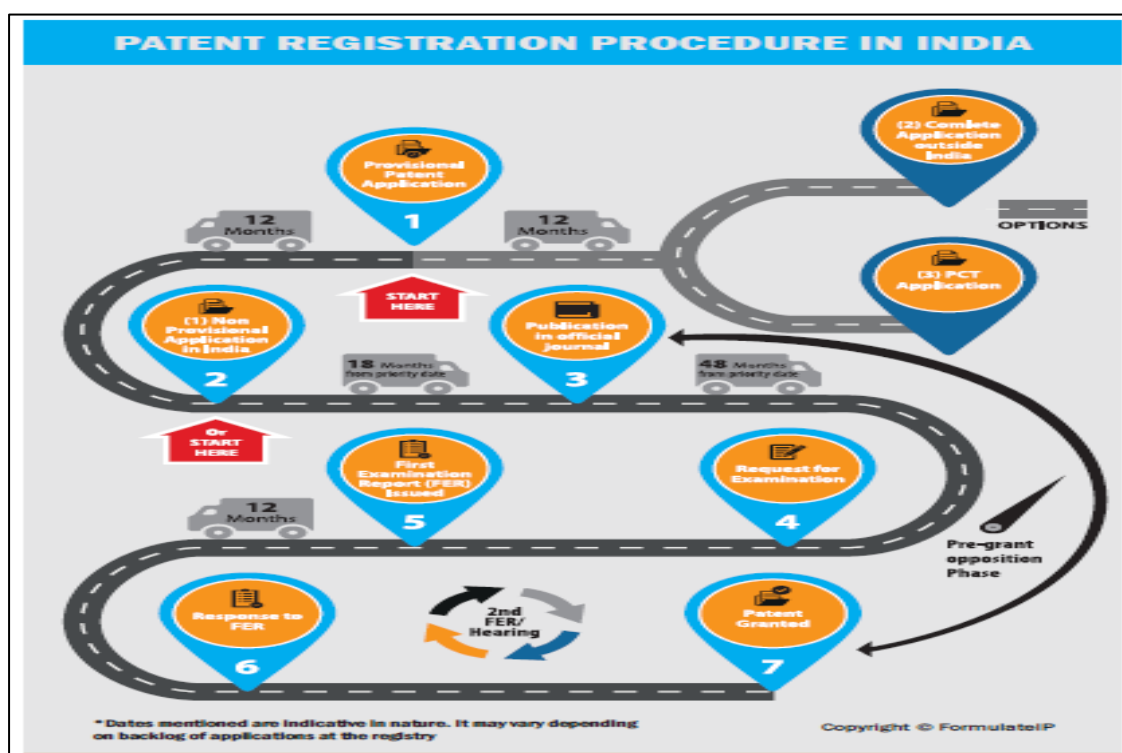 PATENT REGISTRATION PROCEDURE IN INDIA
Provisional
Patent
Application
1
(2) Comlete
Application
outside
India
12
Months
12
Months
OPTIONS
START
HERE
(3) PCT
Application
(1) Non
Provisional
Application
in India
2
Publication
in official
journal
3
18 Months
from priority date
48 Months
from priority date
Or
START
HERE
First
Examination
Report (FER)
Issued
5
Request for
Examination
4
12
Months
Pre-grant
opposition
Phase
Response to
FER
6
2nd
FER/
Hearing
Patent
Granted
7
*Dates mentioned are indicative in nature. It may vary depending
on backlog of applications at the registry
Copyright © FormulateIP